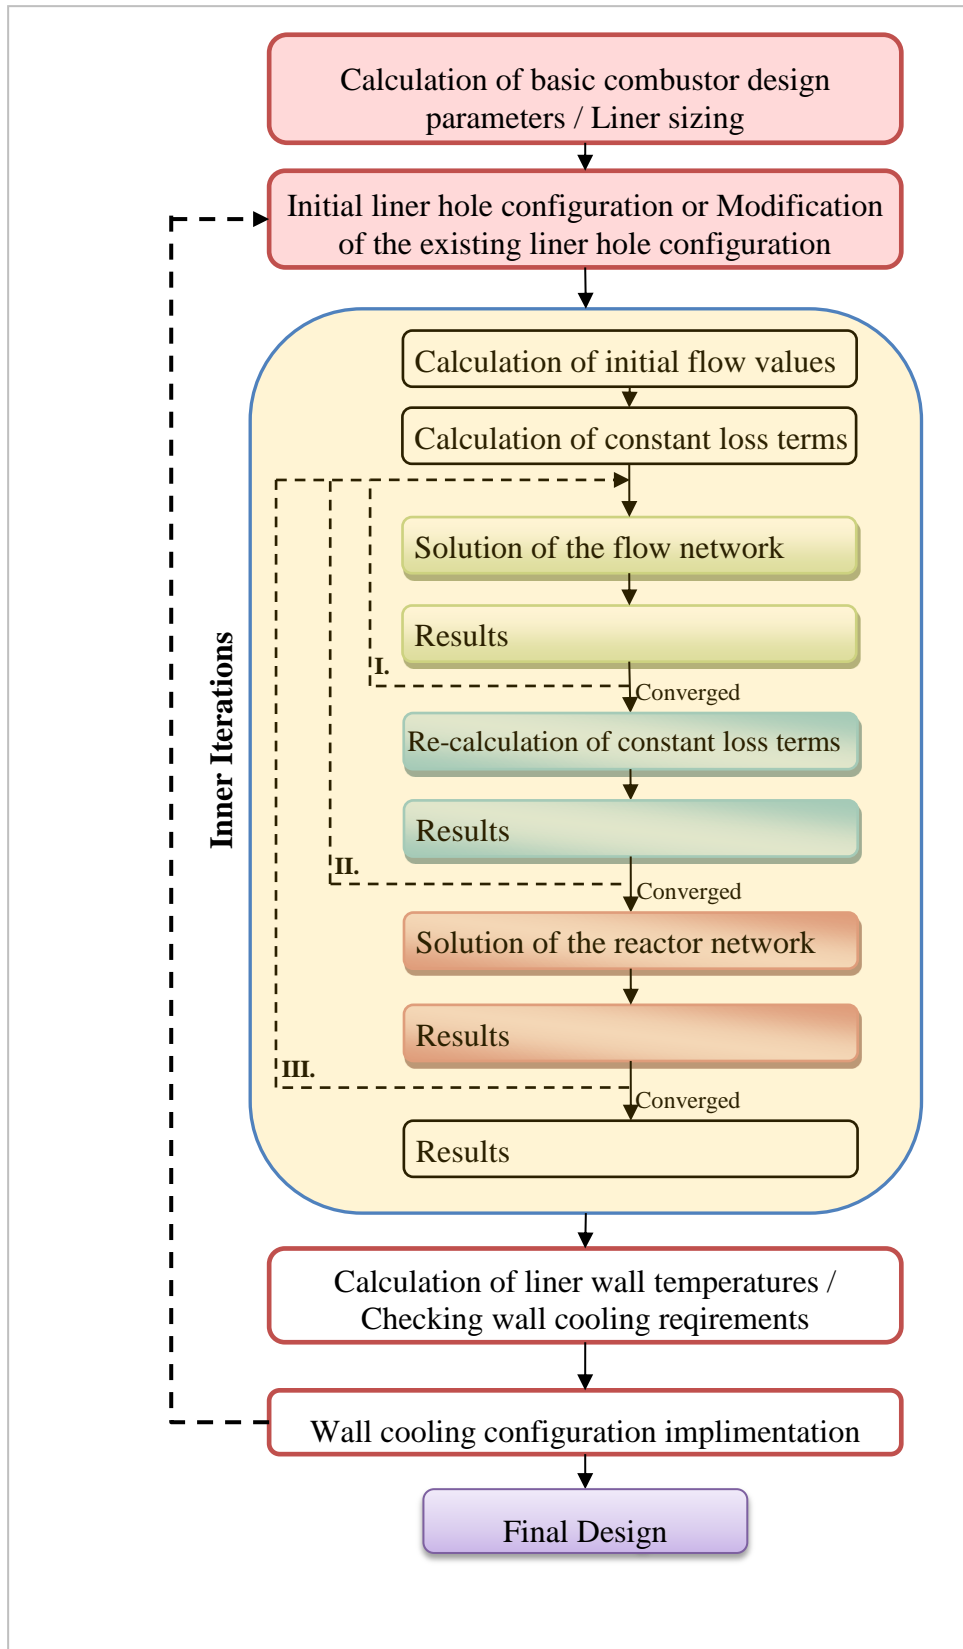 Calculation of basic combustor design
parameters / Liner sizing
Initial liner hole configuration or Modification
of the existing liner hole configuration
Calculation of initial flow values
Calculation of constant loss terms
Solution of the flow network
Results
I.
Converged
Re-calculation of constant loss terms
Results
II.
Converged
Solution of the reactor network
Results
III.
Converged
Results
Inner Iterations
Calculation of liner wall temperatures /
Checking wall cooling reqirements
Wall cooling configuration implimentation
Final Design